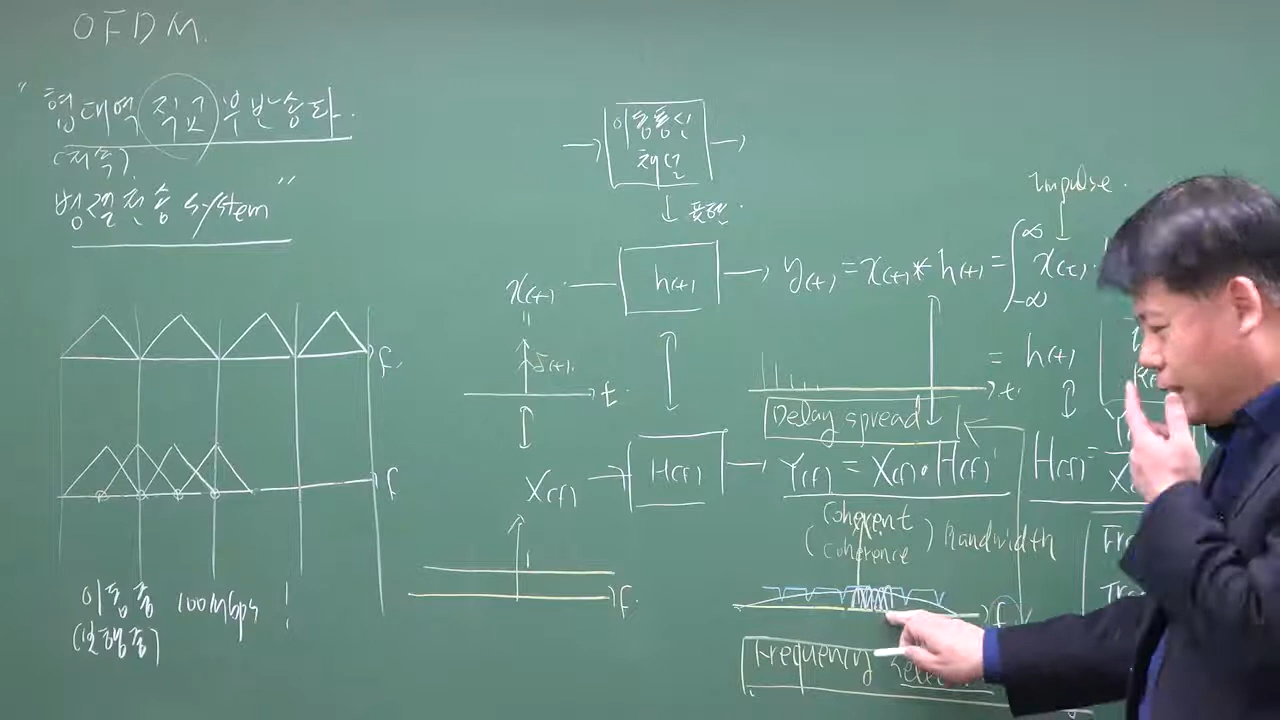 OFDM.
"협대역 직교 부반송파.
(저속)
병렬전송 system"
f
f
이동중 100Mbps !
(보행중)
이동통신
채널
↓ 표현.
x(t) → h(t) → y(t) = x(t) * h(t) = ∫ x(τ)
∞
-∞
impulse.
δ(t)
t
t
= h(t)
Delay spread
X(f) → H(f) → Y(f) = X(f) · H(f)
H(f) =
(Coherent
coherence) Bandwidth
1
f
f
Frequency